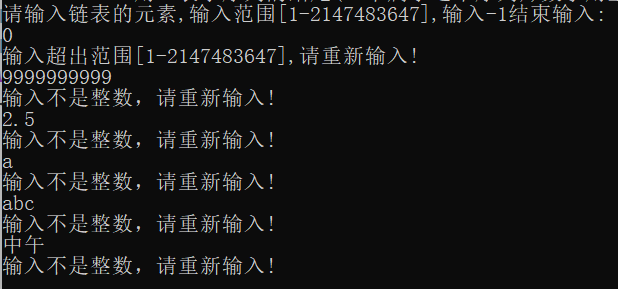 请输入链表的元素,输入范围[1-2147483647],输入-1结束输入:
0
输入超出范围[1-2147483647],请重新输入!
9999999999
输入不是整数，请重新输入!
2.5
输入不是整数，请重新输入!
a
输入不是整数，请重新输入!
abc
输入不是整数，请重新输入!
中午
输入不是整数，请重新输入!